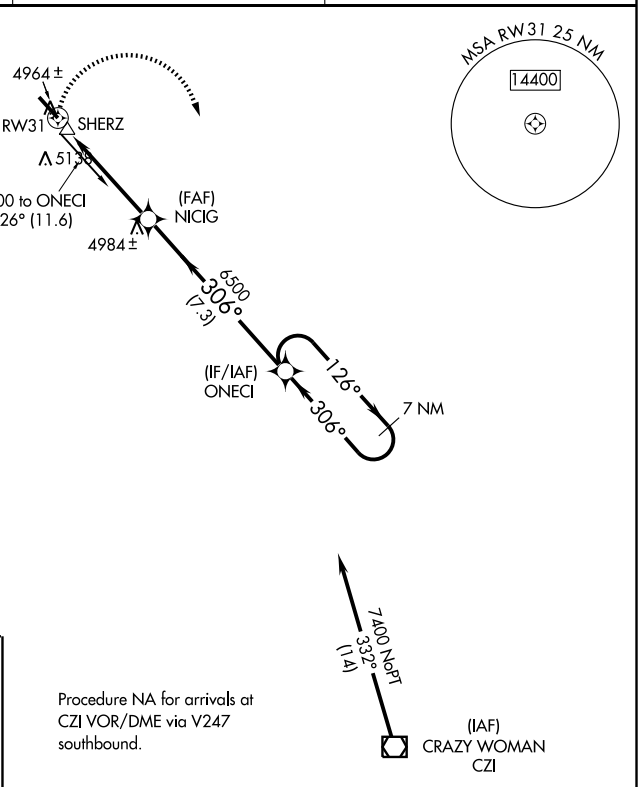 MSA RW31 25 NM
14400
4964 ±
RW31
SHERZ
5138
00 to ONECI
26° (11.6)
(FAF)
NICIG
4984 ±
6500
306°
(7.3)
(IF/IAF)
ONECI
126°
306°
7 NM
7400 NoPT
332°
(14)
Procedure NA for arrivals at
CZI VOR/DME via V247
southbound.
(IAF)
CRAZY WOMAN
CZI